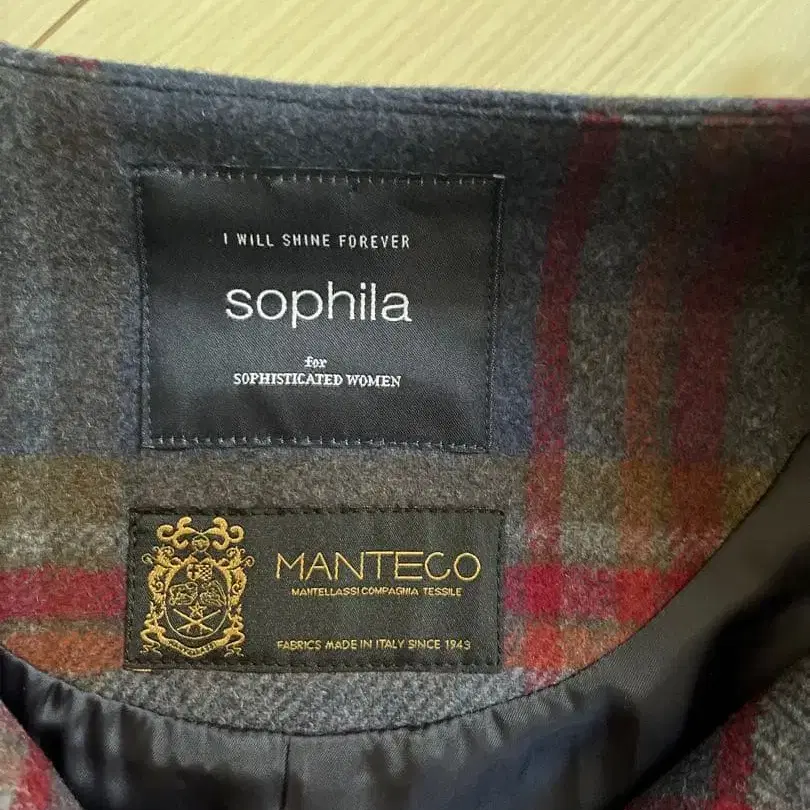 I WILL SHINE FOREVER
sophila
for
SOPHISTICATED WOMEN
MANTECO
MANTELLASSI COMPAGNIA TESSILE
FABRICS MADE IN ITALY SINCE 1943